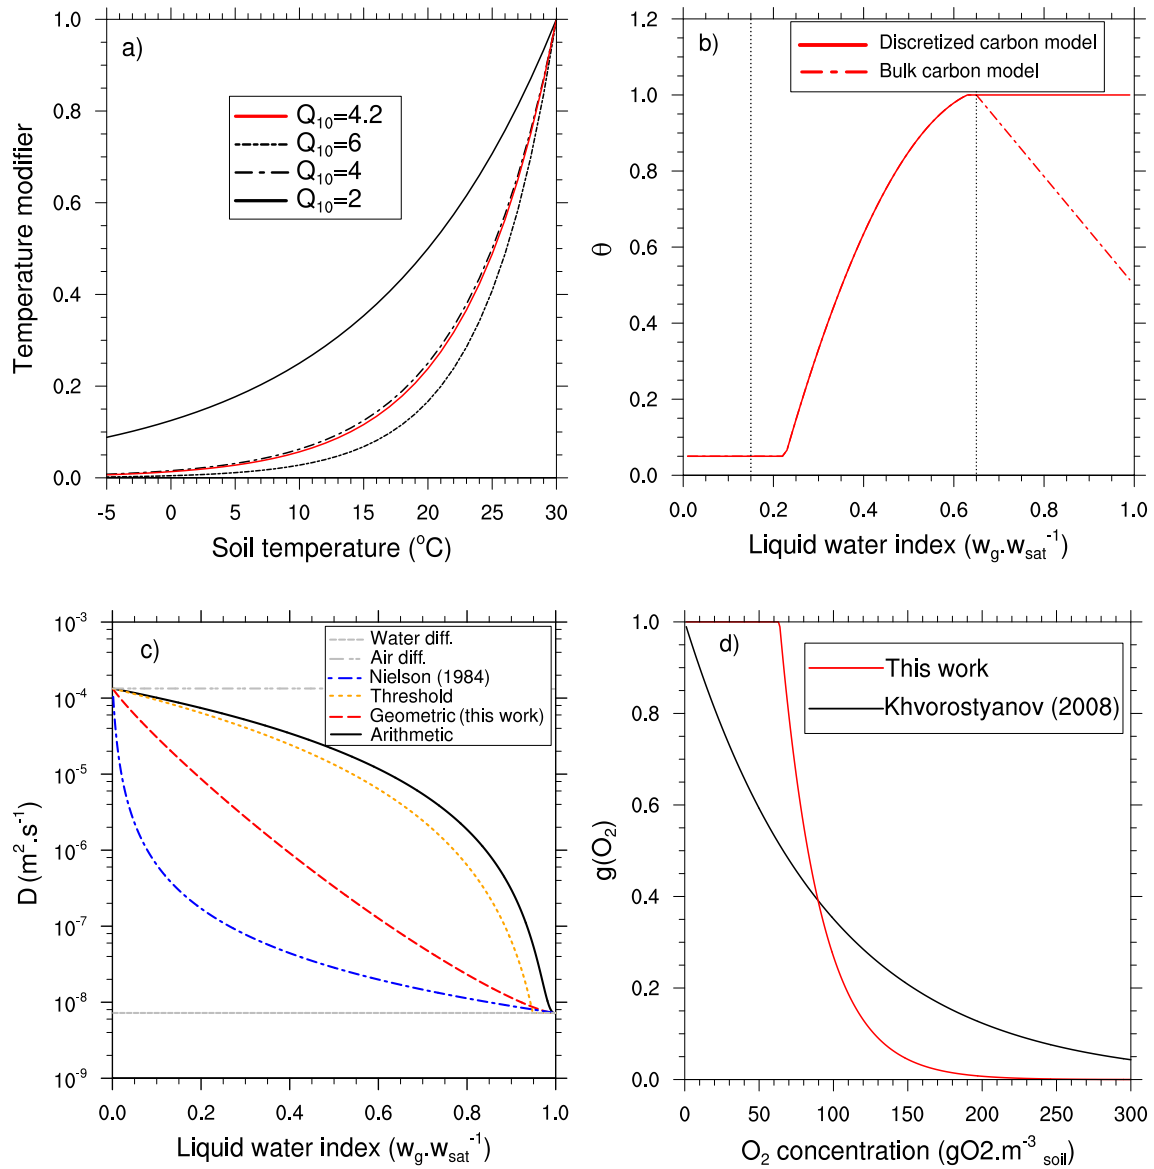 a)
1.0
0.8
0.6
0.4
0.2
0.0
Temperature modifier
Q10=4.2
Q10=6
Q10=4
Q10=2
-5 0 5 10 15 20 25 30
Soil temperature (°C)
b)
1.2
1.0
0.8
0.6
0.4
0.2
0.0
θ
Discretized carbon model
Bulk carbon model
0.0 0.2 0.4 0.6 0.8 1.0
Liquid water index (wg.wsat⁻¹)
c)
10⁻³
10⁻⁴
10⁻⁵
10⁻⁶
10⁻⁷
10⁻⁸
10⁻⁹
D (m².s⁻¹)
Water diff.
Air diff.
Nielson (1984)
Threshold
Geometric (this work)
Arithmetic
0.0 0.2 0.4 0.6 0.8 1.0
Liquid water index (wg.wsat⁻¹)
d)
1.0
0.8
0.6
0.4
0.2
0.0
g(O₂)
This work
Khvorostyanov (2008)
0 50 100 150 200 250 300
O₂ concentration (gO2.m⁻³ soil)